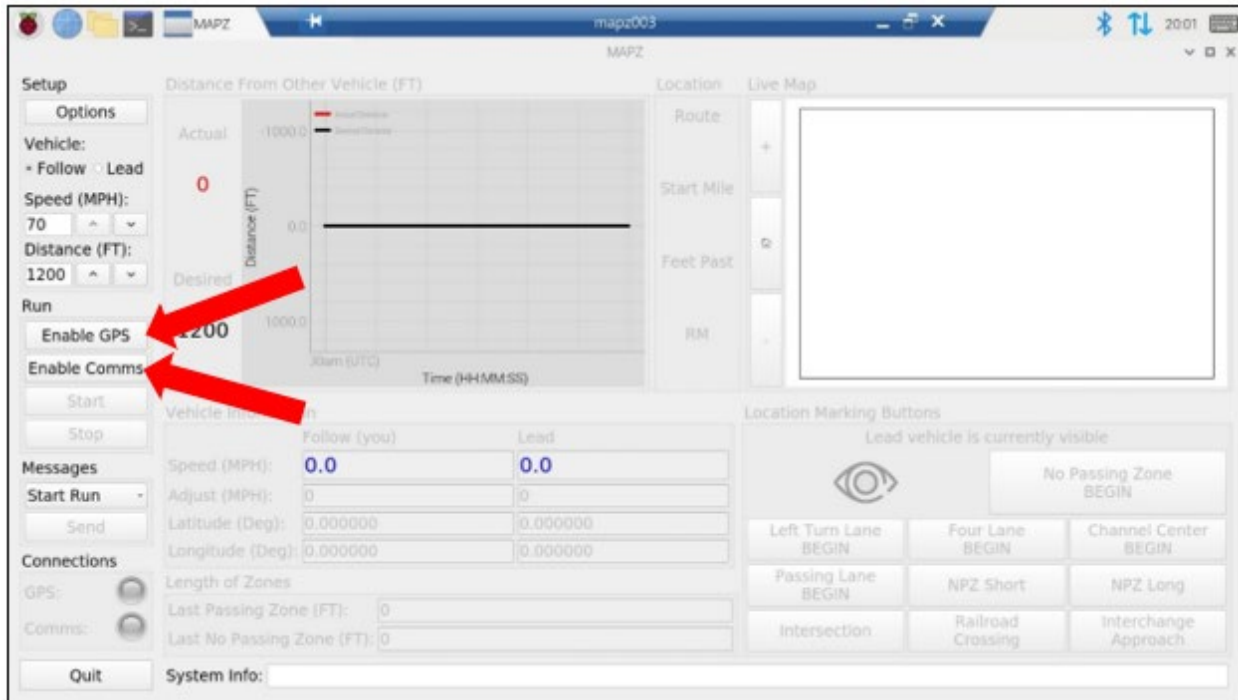 MAPZ
mapz003
20:01
MAPZ
Setup
Options
Vehicle:
Follow Lead
Speed (MPH):
70
Distance (FT):
1200
Run
Enable GPS
Enable Comms
Start
Stop
Messages
Start Run
Send
Connections
GPS:
Comms:
Quit
Distance From Other Vehicle (FT)
Actual
0
Desired
1200
-1000.0
0.0
1000.0
Distance (FT)
(UTC)
Time (HH:MM:SS)
Location
Route
Start Mile
Feet Past
RM
Live Map
+
-
Vehicle
Follow (you) Lead
Speed (MPH): 0.0 0.0
Adjust (MPH): 0 0
Latitude (Deg): 0.000000 0.000000
Longitude (Deg): 0.000000 0.000000
Length of Zones
Last Passing Zone (FT): 0
Last No Passing Zone (FT): 0
Location Marking Buttons
Lead vehicle is currently visible
No Passing Zone
BEGIN
Left Turn Lane
BEGIN
Four Lane
BEGIN
Channel Center
BEGIN
Passing Lane
BEGIN
NPZ Short
NPZ Long
Intersection
Railroad
Crossing
Interchange
Approach
System Info: